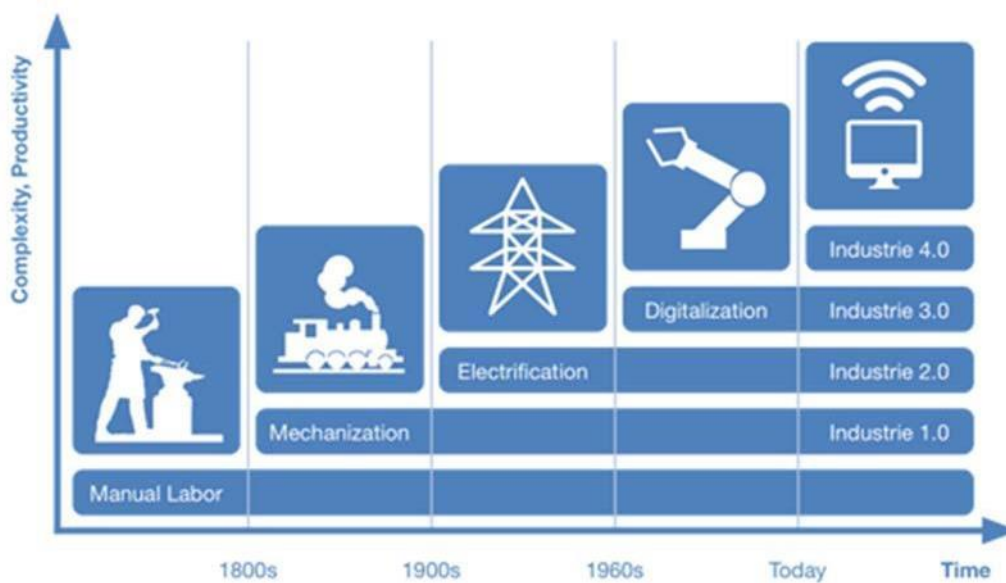 Complexity, Productivity
Industrie 4.0
Digitalization Industrie 3.0
Electrification Industrie 2.0
Mechanization Industrie 1.0
Manual Labor
1800s 1900s 1960s Today Time